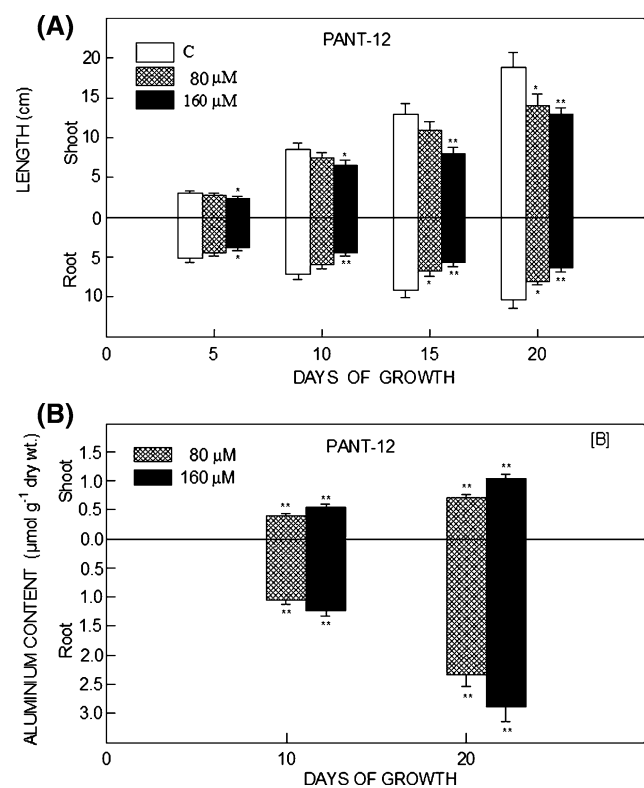 (A)
PANT-12
C
80 µM
160 µM
LENGTH (cm)
Shoot
Root
20
15
10
5
0
5
10
* * * ** * ** **
* ** * ** * **
0 5 10 15 20
DAYS OF GROWTH
(B)
PANT-12
[B]
80 µM
160 µM
ALUMINIUM CONTENT (µmol g⁻¹ dry wt.)
Shoot
Root
1.5
1.0
0.5
0.0
0.5
1.0
1.5
2.0
2.5
3.0
** ** ** **
** ** ** **
0 10 20
DAYS OF GROWTH